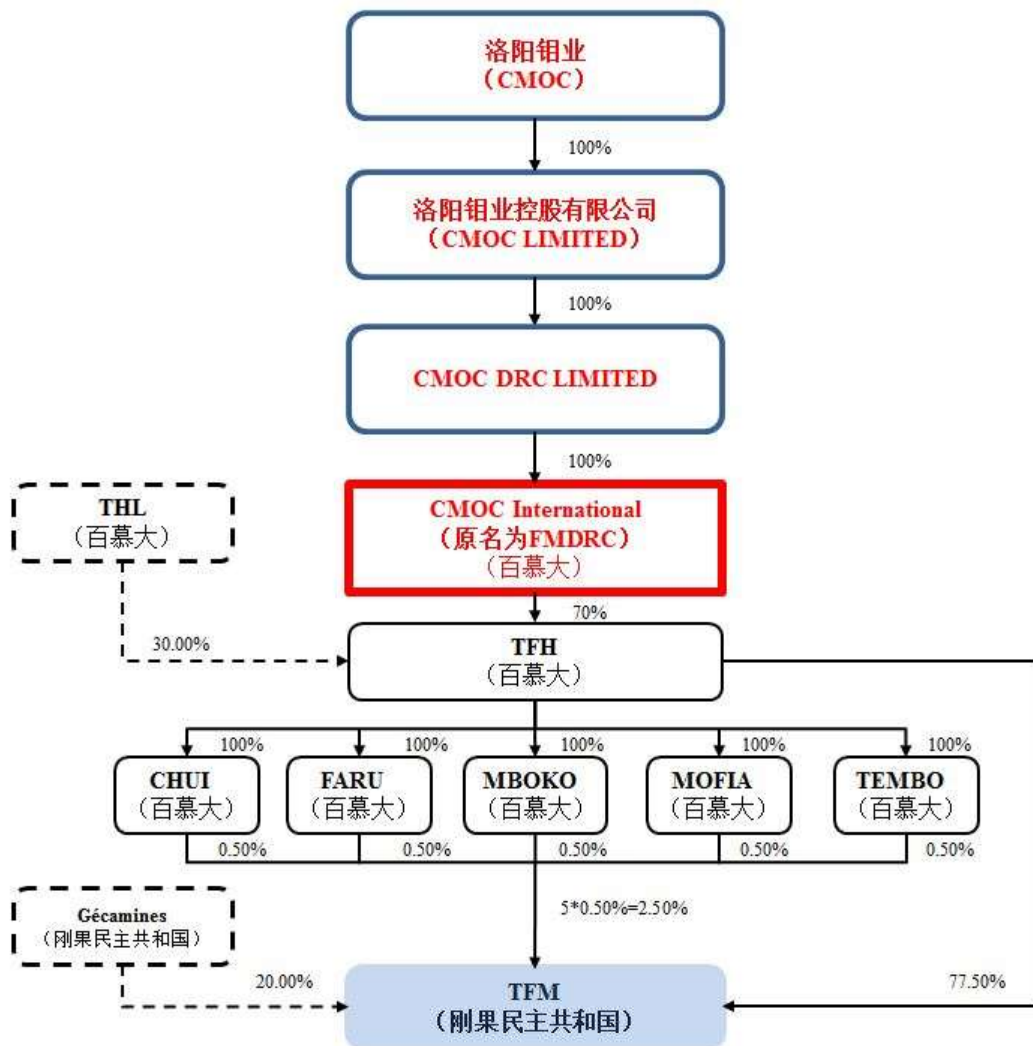 洛阳钼业
（CMOC）
100%
洛阳钼业控股有限公司
（CMOC LIMITED）
100%
CMOC DRC LIMITED
100%
THL
（百慕大）
CMOC International
（原名为FMDRC）
（百慕大）
70%
30.00%
TFH
（百慕大）
100%
100%
100%
100%
100%
CHUI
（百慕大）
FARU
（百慕大）
MBOKO
（百慕大）
MOFIA
（百慕大）
TEMBO
（百慕大）
0.50%
0.50%
0.50%
0.50%
0.50%
5*0.50%=2.50%
Gécamines
（刚果民主共和国）
20.00%
TFM
（刚果民主共和国）
77.50%